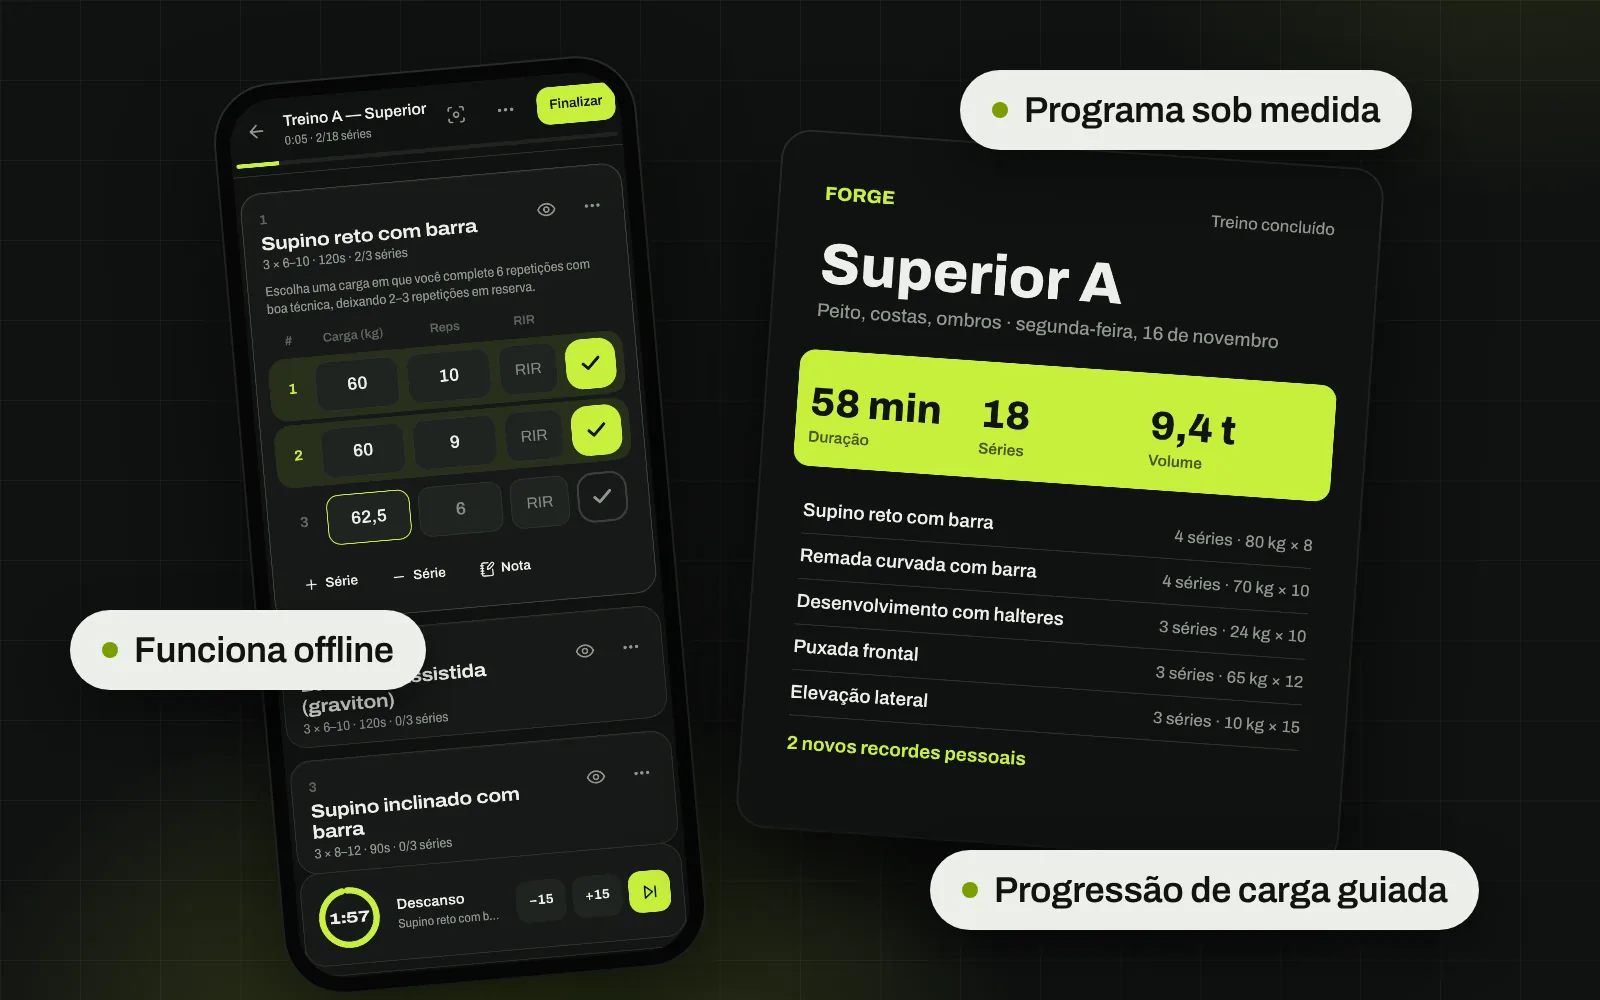 Treino A — Superior
0:05 · 2/18 séries
Finalizar
1
Supino reto com barra
3 × 6–10 · 120s · 2/3 séries
Escolha uma carga em que você complete 6 repetições com
boa técnica, deixando 2–3 repetições em reserva.
# Carga (kg) Reps RIR
1 60 10 RIR
2 60 9 RIR
3 62,5 6 RIR
+ Série – Série Nota
Funciona offline
ssistida
(graviton)
3 × 6–10 · 120s · 0/3 séries
3
Supino inclinado com
barra
3 × 8–12 · 90s · 0/3 séries
1:57
Descanso
Supino reto com b...
−15
+15
Programa sob medida
FORGE
Treino concluído
Superior A
Peito, costas, ombros · segunda-feira, 16 de novembro
58 min
Duração
18
Séries
9,4 t
Volume
Supino reto com barra 4 séries · 80 kg × 8
Remada curvada com barra 4 séries · 70 kg × 10
Desenvolvimento com halteres 3 séries · 24 kg × 10
Puxada frontal 3 séries · 65 kg × 12
Elevação lateral 3 séries · 10 kg × 15
2 novos recordes pessoais
Progressão de carga guiada